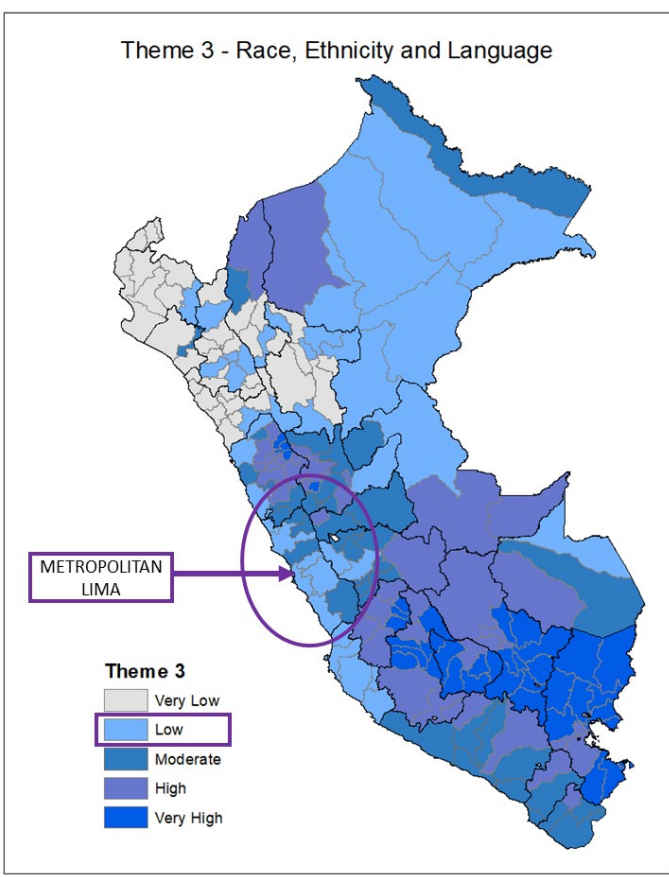 Theme 3 - Race, Ethnicity and Language
METROPOLITAN
LIMA
Theme 3
Very Low
Low
Moderate
High
Very High